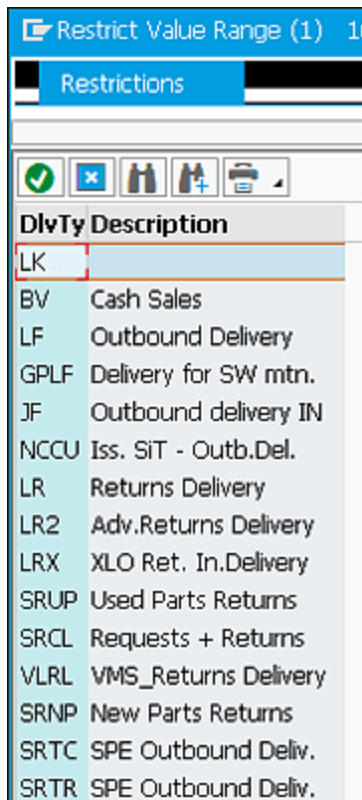 Restrict Value Range (1)
Restrictions
DlvTy Description
LK
BV Cash Sales
LF Outbound Delivery
GPLF Delivery for SW mtn.
JF Outbound delivery IN
NCCU Iss. SiT - Outb.Del.
LR Returns Delivery
LR2 Adv.Returns Delivery
LRX XLO Ret. In.Delivery
SRUP Used Parts Returns
SRCL Requests + Returns
VLRL VMS_Returns Delivery
SRNP New Parts Returns
SRTC SPE Outbound Deliv.
SRTR SPE Outbound Deliv.